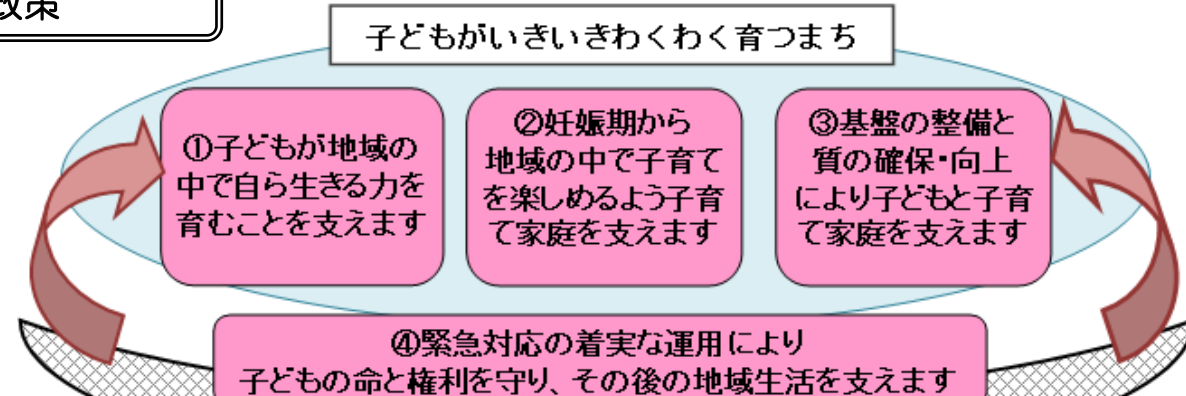 政策
子どもがいきいきわくわく育つまち
①子どもが地域の
中で自ら生きる力を
育むことを支えます
②妊娠期から
地域の中で子育て
を楽しめるよう子育
て家庭を支えます
③基盤の整備と
質の確保・向上
により子どもと子育
て家庭を支えます
④緊急対応の着実な運用により
子どもの命と権利を守り、その後の地域生活を支えます